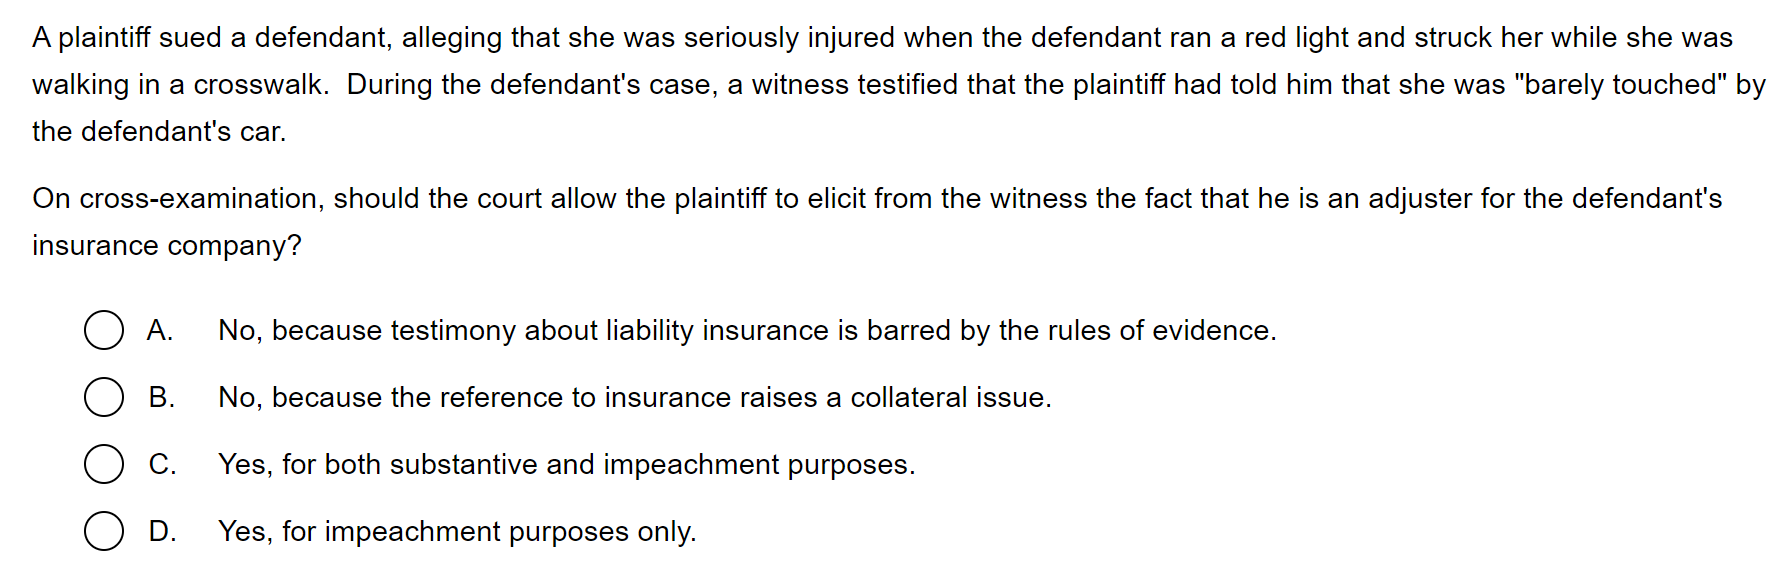 A plaintiff sued a defendant, alleging that she was seriously injured when the defendant ran a red light and struck her while she was
walking in a crosswalk.  During the defendant's case, a witness testified that the plaintiff had told him that she was "barely touched" by
the defendant's car.
On cross-examination, should the court allow the plaintiff to elicit from the witness the fact that he is an adjuster for the defendant's
insurance company?
A. No, because testimony about liability insurance is barred by the rules of evidence.
B. No, because the reference to insurance raises a collateral issue.
C. Yes, for both substantive and impeachment purposes.
D. Yes, for impeachment purposes only.